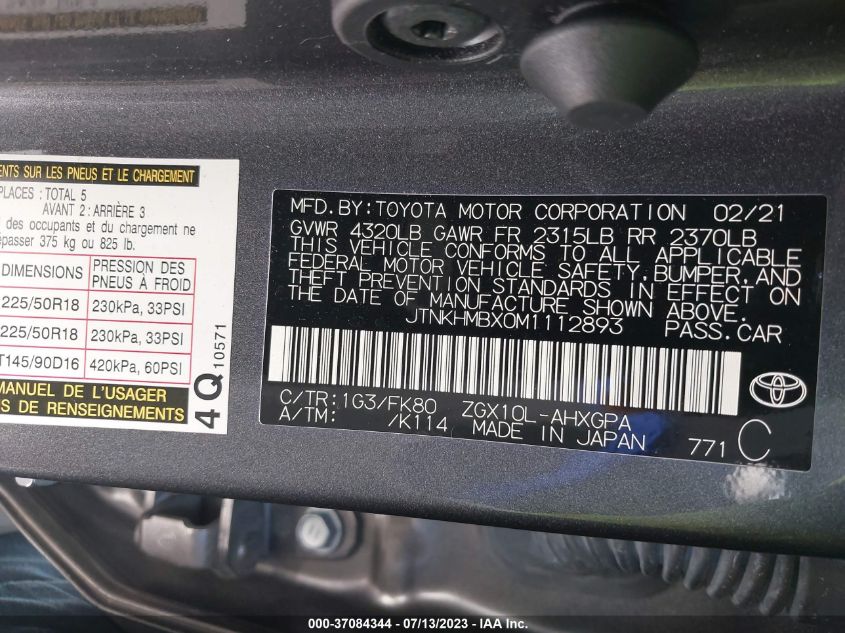 ENTS SUR LES PNEUS ET LE CHARGEMENT
PLACES : TOTAL 5
AVANT 2 : ARRIÈRE 3
des occupants et du chargement ne
épasser 375 kg ou 825 lb.
DIMENSIONS PRESSION DES PNEUS À FROID
225/50R18 230kPa, 33PSI
225/50R18 230kPa, 33PSI
T145/90D16 420kPa, 60PSI
MANUEL DE L'USAGER
S DE RENSEIGNEMENTS
4Q 10571
MFD. BY: TOYOTA MOTOR CORPORATION 02/21
GVWR 4320LB GAWR FR 2315LB RR 2370LB
THIS VEHICLE CONFORMS TO ALL APPLICABLE
FEDERAL MOTOR VEHICLE SAFETY, BUMPER, AND
THEFT PREVENTION STANDARDS IN EFFECT ON
THE DATE OF MANUFACTURE SHOWN ABOVE.
JTNKHMBX0M1112893 PASS. CAR
C/TR: 1G3/FK80 ZGX10L-AHXGPA
A/TM: /K114 MADE IN JAPAN 771 C
000-37084344 / 07/13/2023 - © IAA Inc.